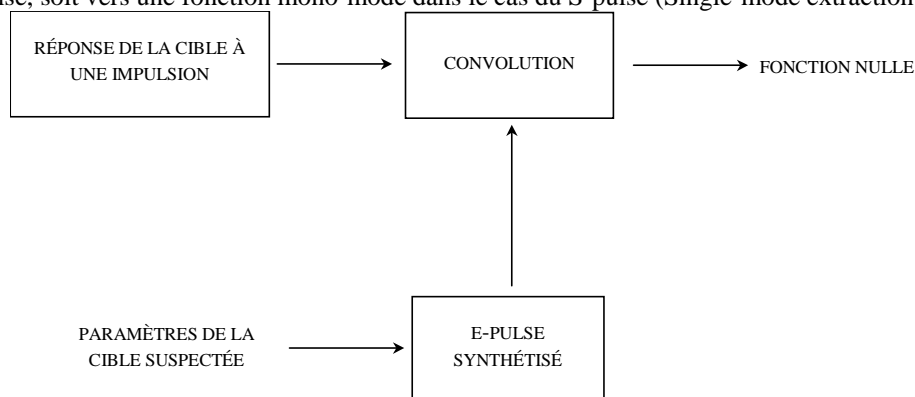 se, soit vers une fonction mono-mode dans le cas du S-pulse (Single-mode extraction
RÉPONSE DE LA CIBLE À
UNE IMPULSION
CONVOLUTION
FONCTION NULLE
PARAMÈTRES DE LA
CIBLE SUSPECTÉE
E-PULSE
SYNTHÉTISÉ